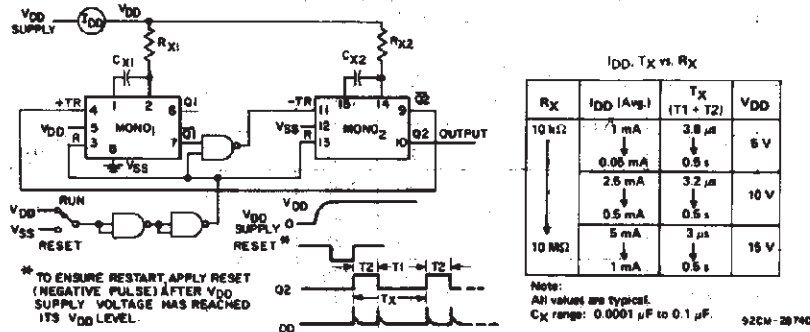 VDD
SUPPLY
IDD
VDD
RX1
CX1
RX2
CX2
+TR 4 1 2 6 Q1
VDD 5 MONO1 Q1
R 3 8 7
VSS
-TR 11 15 14 9 Q2
VSS 12 MONO2
R 13 10 Q2 OUTPUT
VDD RUN
VSS
RESET
VDD
SUPPLY
RESET *
T2 T1 T2
Q2
TX
* TO ENSURE RESTART, APPLY RESET
(NEGATIVE PULSE) AFTER VDD
SUPPLY VOLTAGE HAS REACHED
ITS VDD LEVEL.
IDD, TX vs. RX
RX IDD (Avg.) TX (T1 + T2) VDD
10 kΩ 1 mA 3.8 µs 5 V
0.05 mA 0.5 s
2.5 mA 3.2 µs 10 V
0.5 mA 0.5 s
10 MΩ 5 mA 3 µs 15 V
1 mA 0.5 s
Note:
All values are typical.
CX range: 0.0001 µF to 0.1 µF.